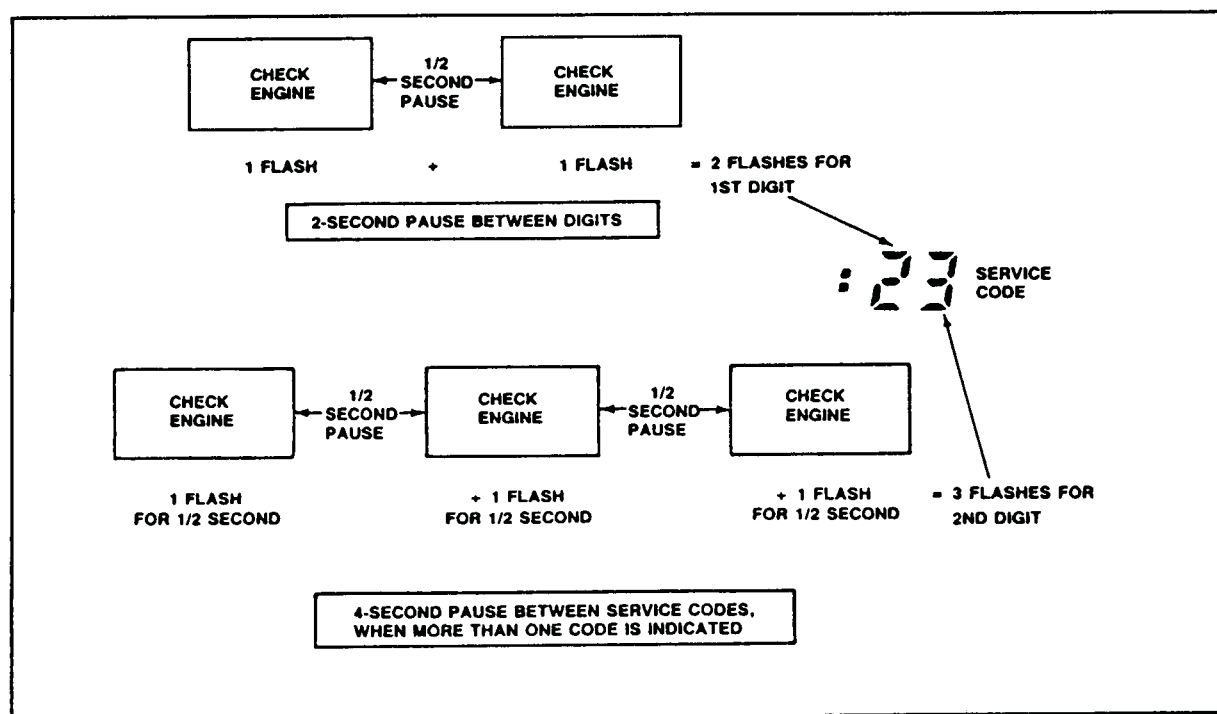 CHECK ENGINE
1/2 SECOND PAUSE
CHECK ENGINE
1 FLASH + 1 FLASH = 2 FLASHES FOR 1ST DIGIT
2-SECOND PAUSE BETWEEN DIGITS
:23 SERVICE CODE
CHECK ENGINE
1/2 SECOND PAUSE
CHECK ENGINE
1/2 SECOND PAUSE
CHECK ENGINE
1 FLASH FOR 1/2 SECOND
+ 1 FLASH FOR 1/2 SECOND
+ 1 FLASH FOR 1/2 SECOND
= 3 FLASHES FOR 2ND DIGIT
4-SECOND PAUSE BETWEEN SERVICE CODES,
WHEN MORE THAN ONE CODE IS INDICATED